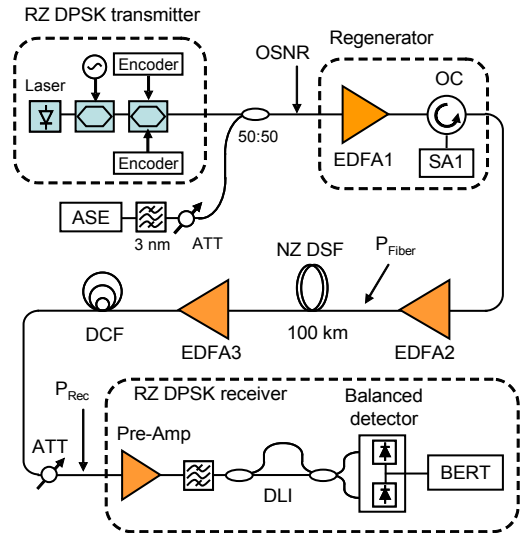 RZ DPSK transmitter
Laser
Encoder
Encoder
OSNR
50:50
Regenerator
OC
EDFA1
SA1
ASE
3 nm
ATT
NZ DSF
P_Fiber
100 km
DCF
EDFA3
EDFA2
P_Rec
RZ DPSK receiver
Balanced
detector
ATT
Pre-Amp
DLI
BERT